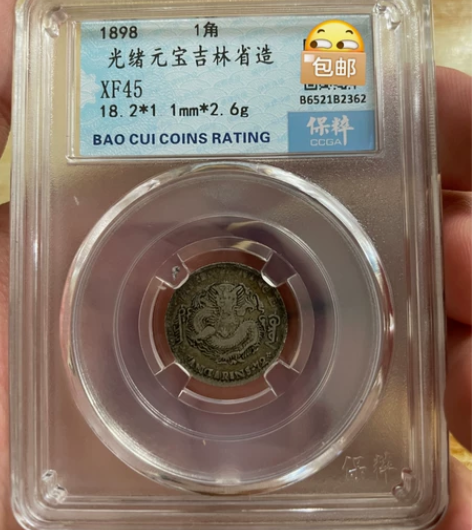 1898 1角
光绪元宝吉林省造
包邮
XF45
B6521B2362
18.2*1 1mm*2.6g
保粹
CCGA
BAO CUI COINS RATING
保粹